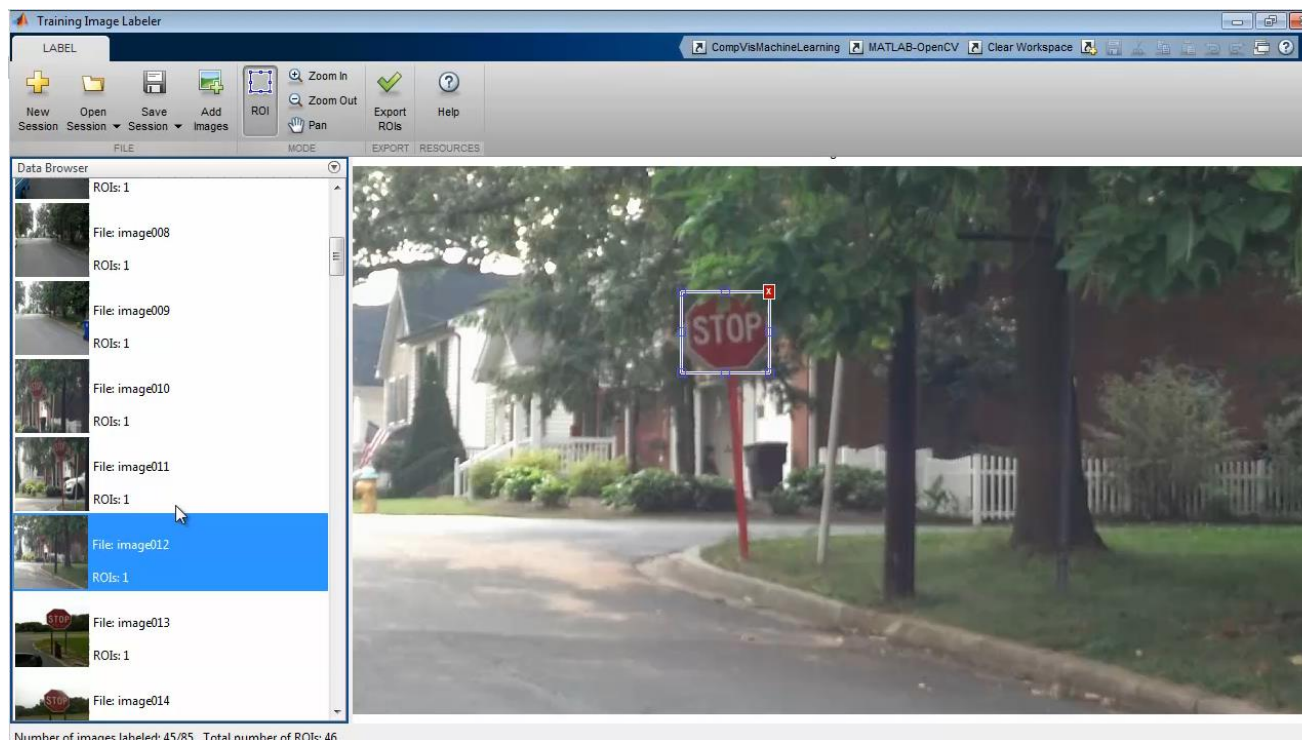 Training Image Labeler
LABEL
CompVisMachineLearning MATLAB-OpenCV Clear Workspace
New Session
Open Session
Save Session
Add Images
ROI
Zoom In
Zoom Out
Pan
Export ROIs
Help
FILE MODE EXPORT RESOURCES
Data Browser
ROIs: 1
File: image008
ROIs: 1
File: image009
ROIs: 1
File: image010
ROIs: 1
File: image011
ROIs: 1
File: image012
ROIs: 1
File: image013
ROIs: 1
File: image014
STOP
STOP
STOP
X
Number of images labeled: 45/85 Total number of ROIs: 46